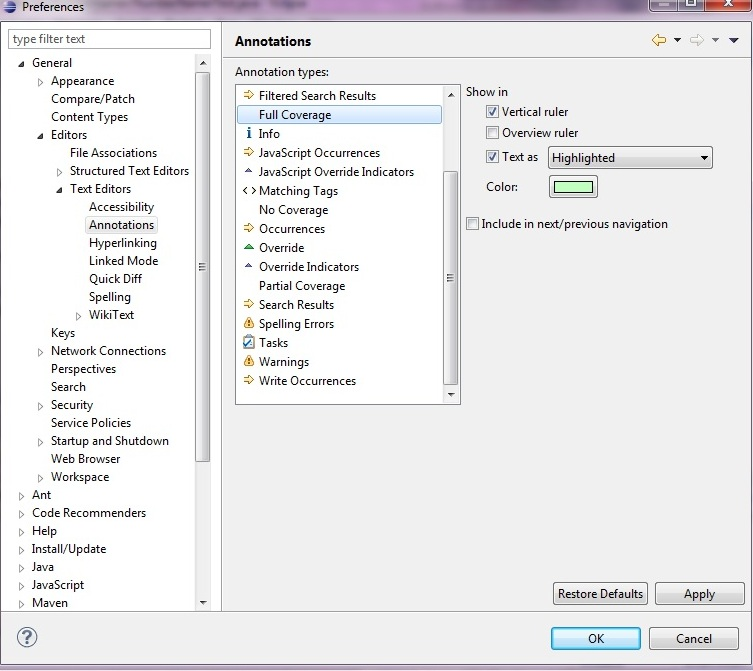 Preferences
type filter text
General
Appearance
Compare/Patch
Content Types
Editors
File Associations
Structured Text Editors
Text Editors
Accessibility
Annotations
Hyperlinking
Linked Mode
Quick Diff
Spelling
WikiText
Keys
Network Connections
Perspectives
Search
Security
Service Policies
Startup and Shutdown
Web Browser
Workspace
Ant
Code Recommenders
Help
Install/Update
Java
JavaScript
Maven
Annotations
Annotation types:
Filtered Search Results
Full Coverage
Info
JavaScript Occurrences
JavaScript Override Indicators
Matching Tags
No Coverage
Occurrences
Override
Override Indicators
Partial Coverage
Search Results
Spelling Errors
Tasks
Warnings
Write Occurrences
Show in
Vertical ruler
Overview ruler
Text as Highlighted
Color:
Include in next/previous navigation
Restore Defaults Apply
OK Cancel